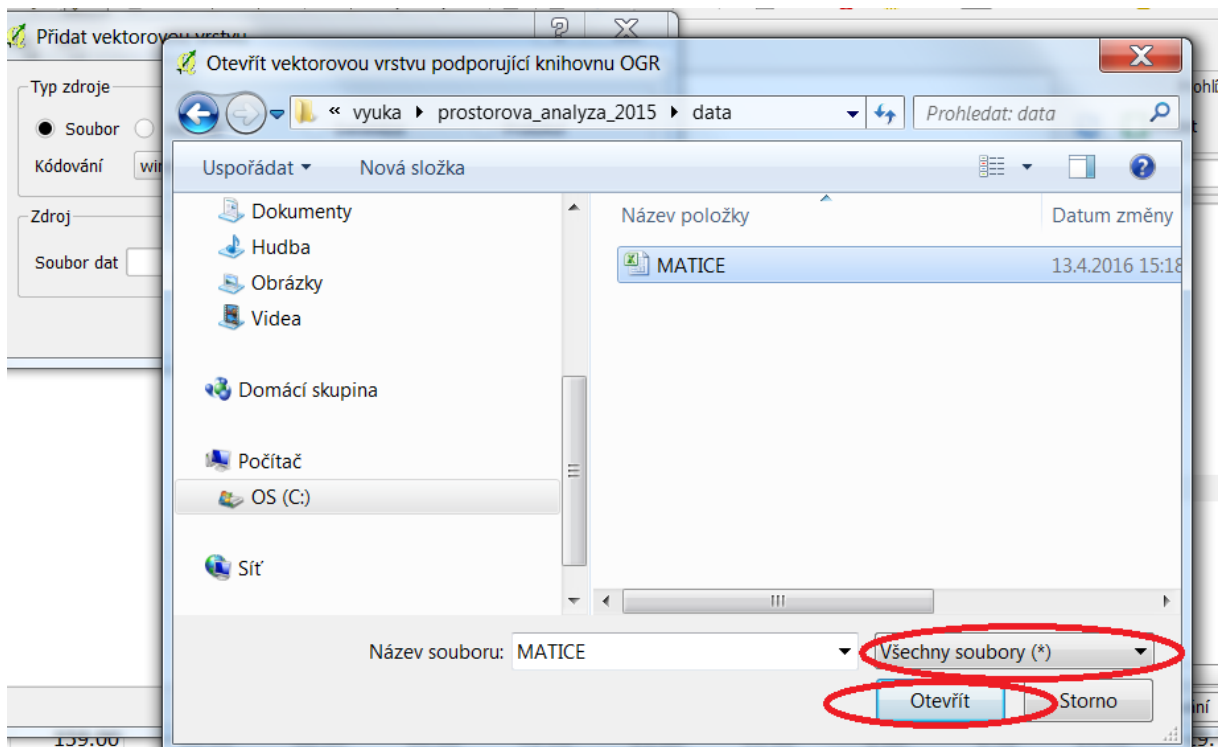 Přidat vektorovou vrstvu
Otevřít vektorovou vrstvu podporující knihovnu OGR
Typ zdroje
Soubor
Kódování
Zdroj
Soubor dat
« vyuka prostorova_analyza_2015 data
Prohledat: data
Uspořádat Nová složka
Dokumenty
Hudba
Obrázky
Videa
Domácí skupina
Počítač
OS (C:)
Síť
Název položky Datum změny
MATICE 13.4.2016 15:18
Název souboru: MATICE
Všechny soubory (*)
Otevřít Storno
159.00